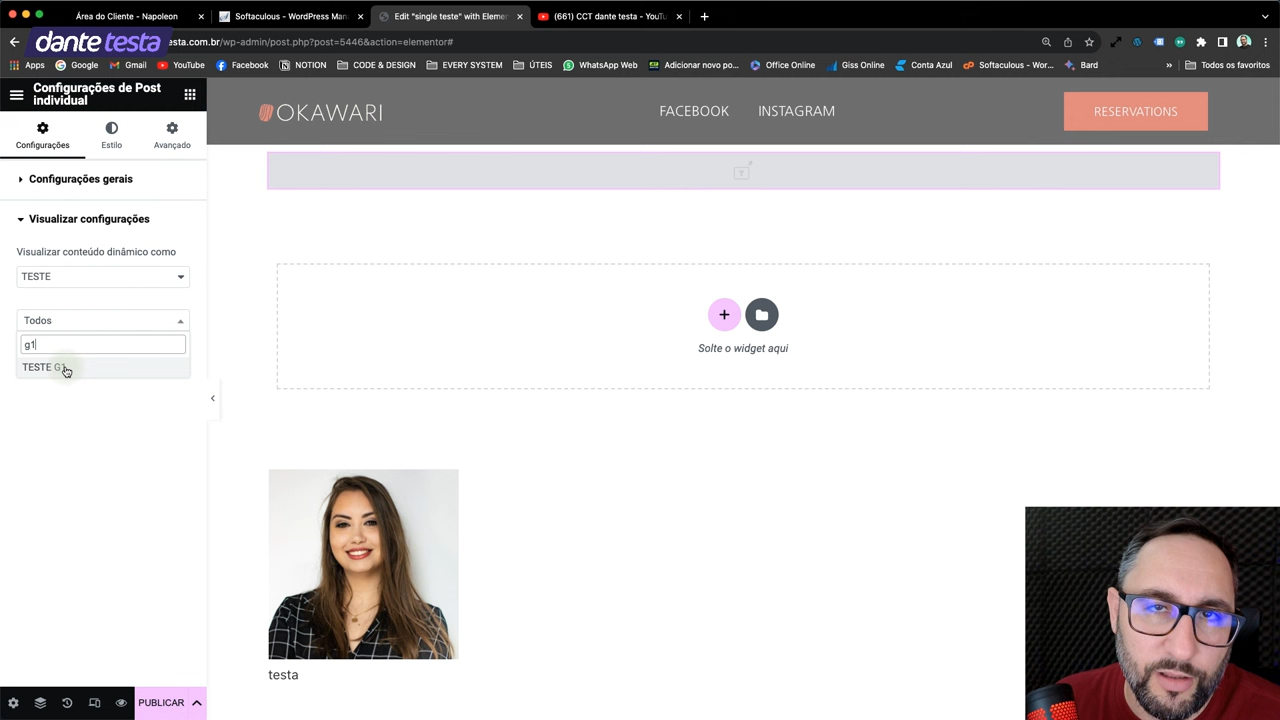 Área do Cliente - Napoleon
Softaculous - WordPress Man
Edit "single teste" with Elemen
(661) CCT dante testa - YouTu
dante testa
esta.com.br/wp-admin/post.php?post=5446&action=elementor#
Apps
Google
Gmail
YouTube
Facebook
NOTION
CODE & DESIGN
EVERY SYSTEM
ÚTEIS
WhatsApp Web
Adicionar novo po...
Office Online
Giss Online
Conta Azul
Softaculous - Wor...
Bard
»
Todos os favoritos
Configurações de Post
individual
OKAWARI
FACEBOOK
INSTAGRAM
RESERVATIONS
Configurações
Estilo
Avançado
Configurações gerais
Visualizar configurações
Visualizar conteúdo dinâmico como
TESTE
Todos
g1
TESTE G1
Solte o widget aqui
testa
PUBLICAR